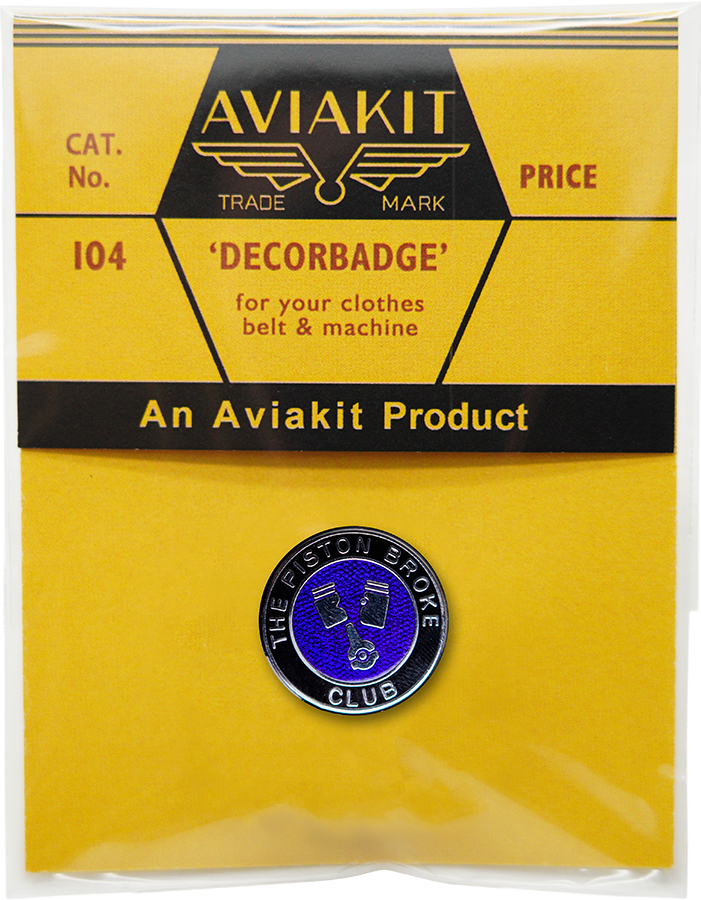 AVIAKIT
TRADE MARK
CAT.
No.
PRICE
104
'DECORBADGE'
for your clothes
belt & machine
An Aviakit Product
THE PISTON BROKE
CLUB